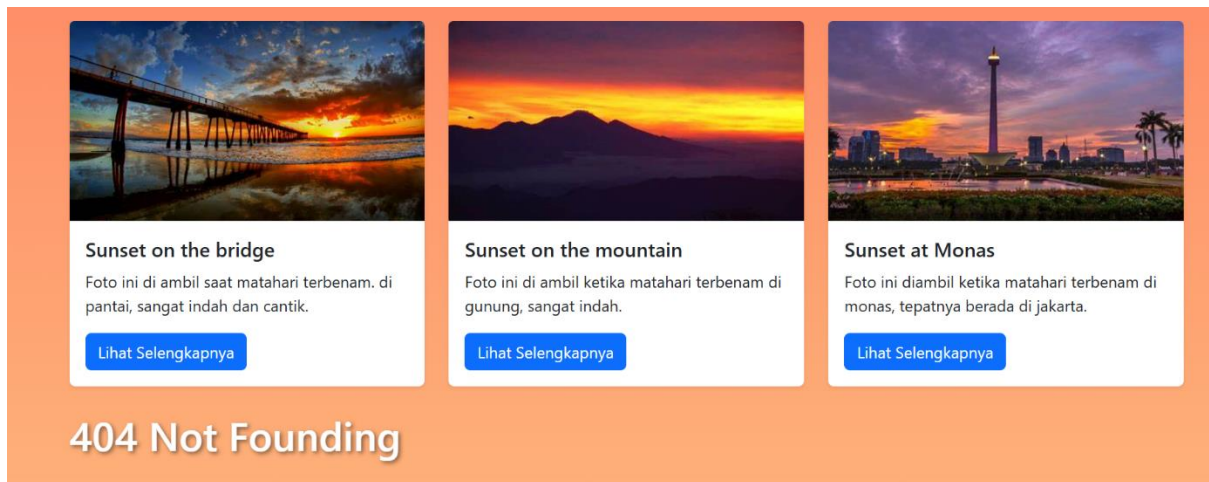 Sunset on the bridge
Foto ini di ambil saat matahari terbenam. di
pantai, sangat indah dan cantik.
Lihat Selengkapnya
Sunset on the mountain
Foto ini di ambil ketika matahari terbenam di
gunung, sangat indah.
Lihat Selengkapnya
Sunset at Monas
Foto ini diambil ketika matahari terbenam di
monas, tepatnya berada di jakarta.
Lihat Selengkapnya
404 Not Founding